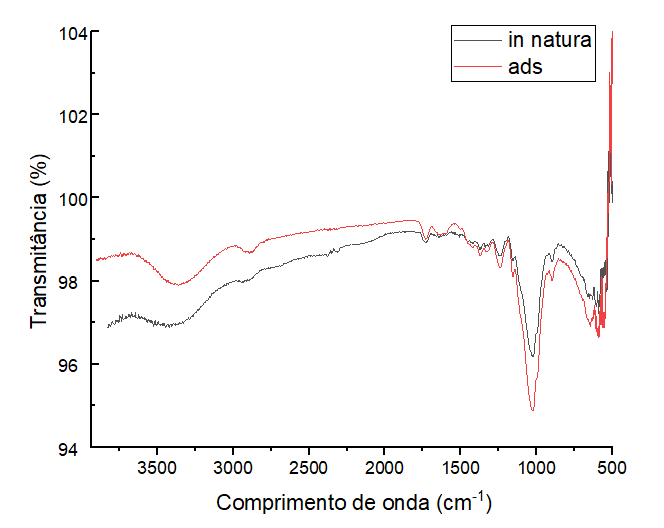 in natura
ads
104
102
100
98
96
94
Transmitância (%)
3500 3000 2500 2000 1500 1000 500
Comprimento de onda (cm⁻¹)